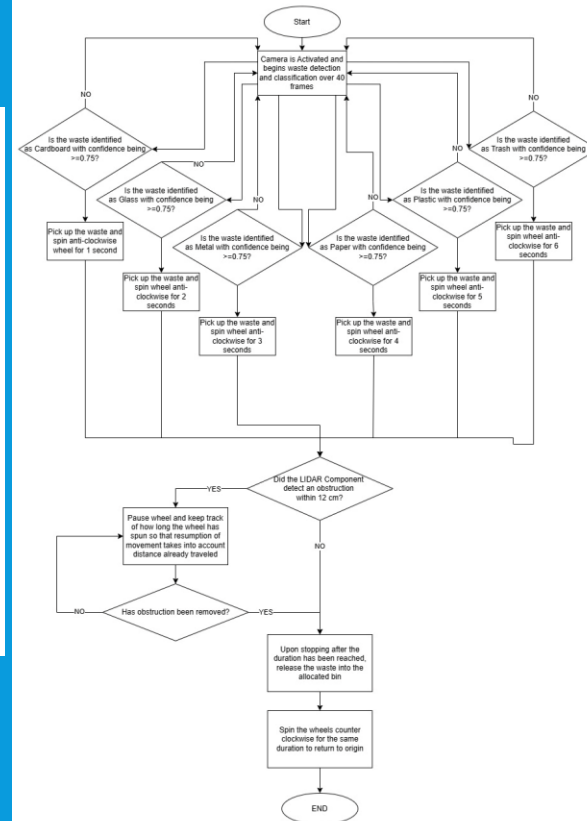 Start
Camera is Activated and
begins waste detection
and classification over 40
frames
NO
NO
Is the waste identified
as Cardboard with confidence being
>=0.75?
Is the waste identified
as Trash with confidence being
>=0.75?
NO
NO
Is the waste identified
as Glass with confidence being
>=0.75?
Is the waste identified
as Plastic with confidence being
>=0.75?
NO
NO
Is the waste identified
as Metal with confidence being
>=0.75?
Is the waste identified
as Paper with confidence being
>=0.75?
Pick up the waste and
spin anti-clockwise
wheel for 1 second
Pick up the waste and
spin wheel anti-
clockwise for 6
seconds
Pick up the waste and
spin wheel anti-
clockwise for 2
seconds
Pick up the waste and
spin wheel anti-
clockwise for 5
seconds
Pick up the waste and
spin wheel anti-
clockwise for 3
seconds
Pick up the waste and
spin wheel anti-
clockwise for 4
seconds
Did the LIDAR Component
detect an obstruction
within 12 cm?
YES
Pause wheel and keep track
of how long the wheel has
spun so that resumption of
movement takes into account
distance already traveled
NO
Has obstruction been removed?
NO
YES
Upon stopping after the
duration has been reached,
release the waste into the
allocated bin
Spin the wheels counter
clockwise for the same
duration to return to origin
END